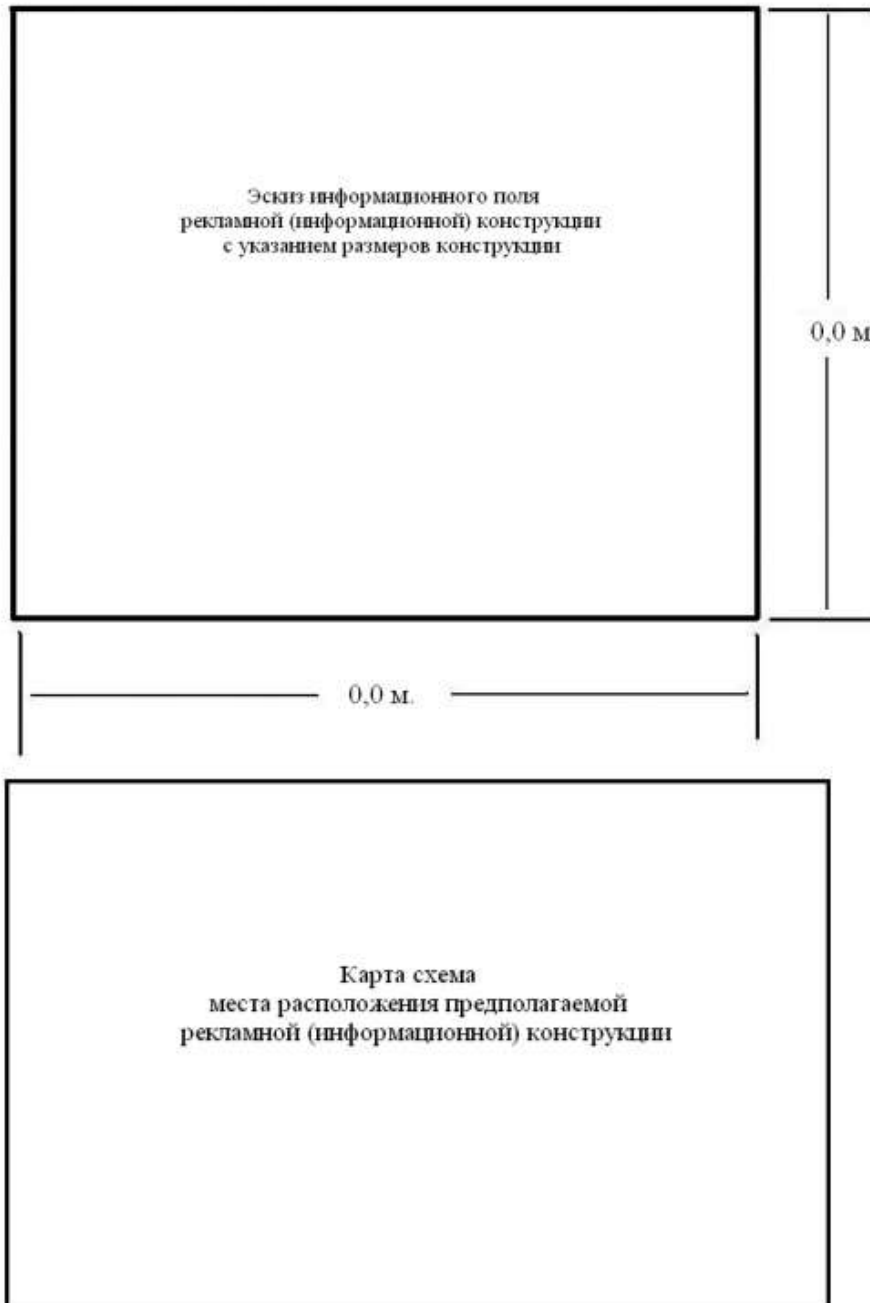 Эскиз информационного поля
рекламной (информационной) конструкции
с указанием размеров конструкции
0,0 м
0,0 м.
Карта схема
места расположения предполагаемой
рекламной (информационной) конструкции